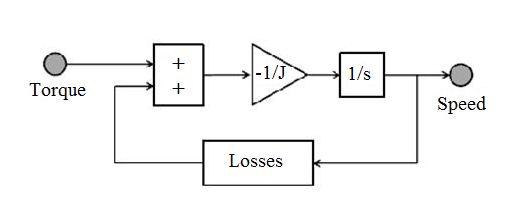 Torque
+
+
-1/J
1/s
Speed
Losses